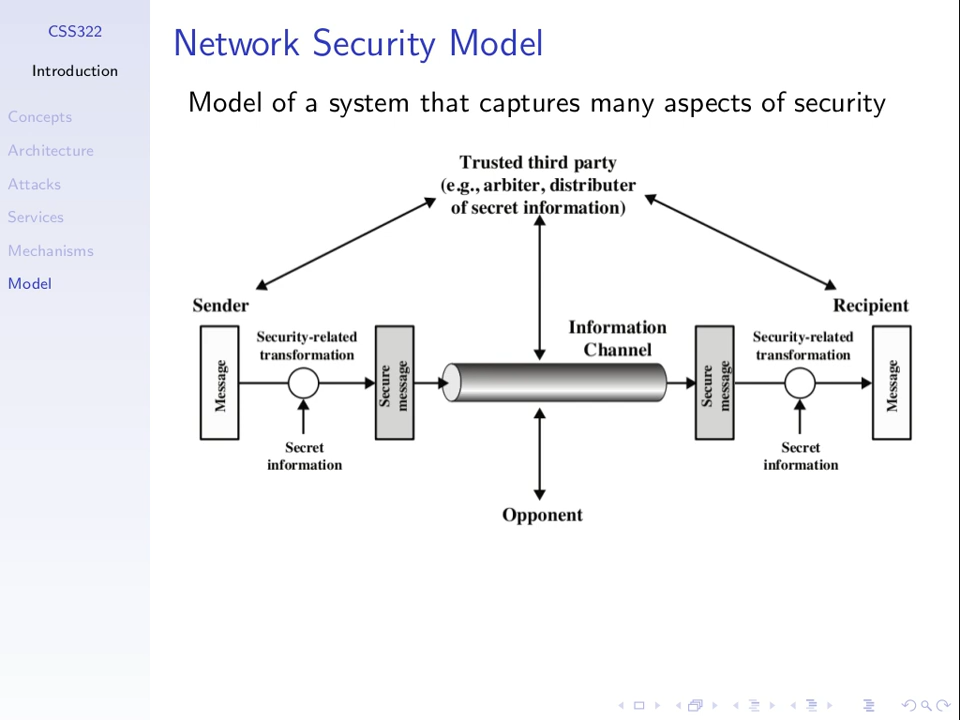 CSS322
Introduction
Concepts
Architecture
Attacks
Services
Mechanisms
Model
Network Security Model
Model of a system that captures many aspects of security
Trusted third party
(e.g., arbiter, distributer
of secret information)
Sender
Recipient
Information
Channel
Security-related
transformation
Message
Secure
message
Secret
information
Security-related
transformation
Secure
message
Message
Secret
information
Opponent